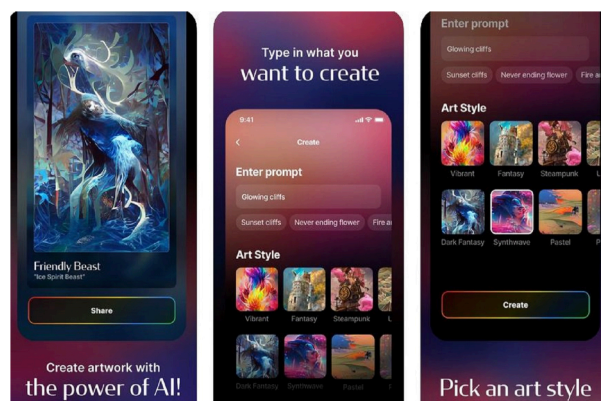 Friendly Beast
"Ice Spirit Beast"
Share
Create artwork with
the power of AI!
Type in what you
want to create
9:41
Create
Enter prompt
Glowing cliffs
Sunset cliffs Never ending flower Fire an
Art Style
Vibrant Fantasy Steampunk L
Dark Fantasy Synthwave Pastel
Enter prompt
Glowing cliffs
Sunset cliffs Never ending flower Fire a
Art Style
Vibrant Fantasy Steampunk L
Dark Fantasy Synthwave Pastel P
Create
Pick an art style